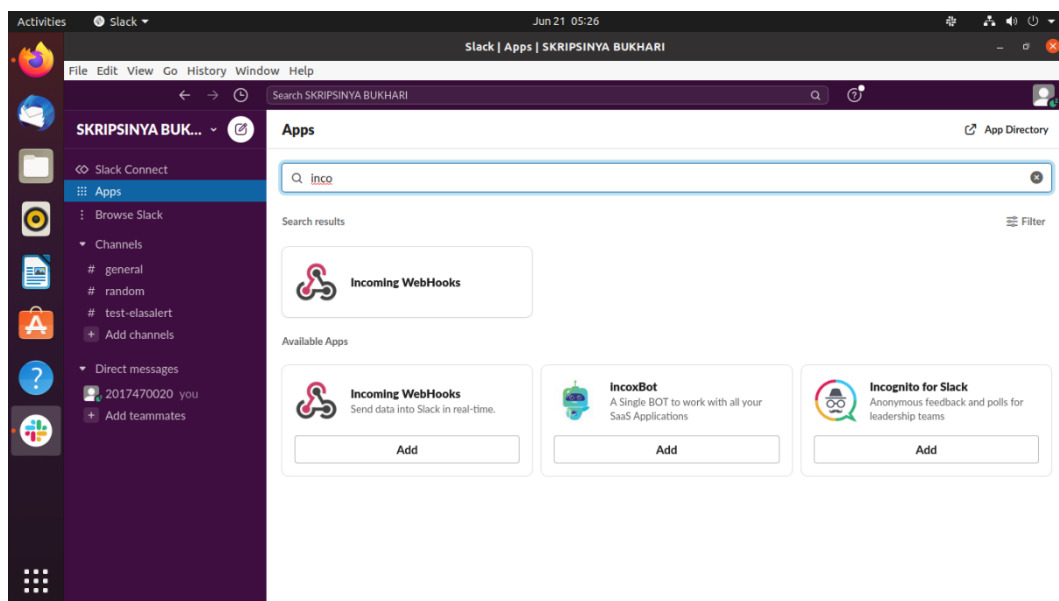 Activities Slack Jun 21 05:26
Slack | Apps | SKRIPSINYA BUKHARI
File Edit View Go History Window Help
Search SKRIPSINYA BUKHARI
SKRIPSINYA BUK...
Apps
App Directory
Slack Connect
Apps
Browse Slack
Channels
# general
# random
# test-elasalert
+ Add channels
Direct messages
2017470020 you
+ Add teammates
inco
Search results
Filter
Incoming WebHooks
Available Apps
Incoming WebHooks
Send data into Slack in real-time.
Add
incoxBot
A Single BOT to work with all your
SaaS Applications
Add
Incognito for Slack
Anonymous feedback and polls for
leadership teams
Add